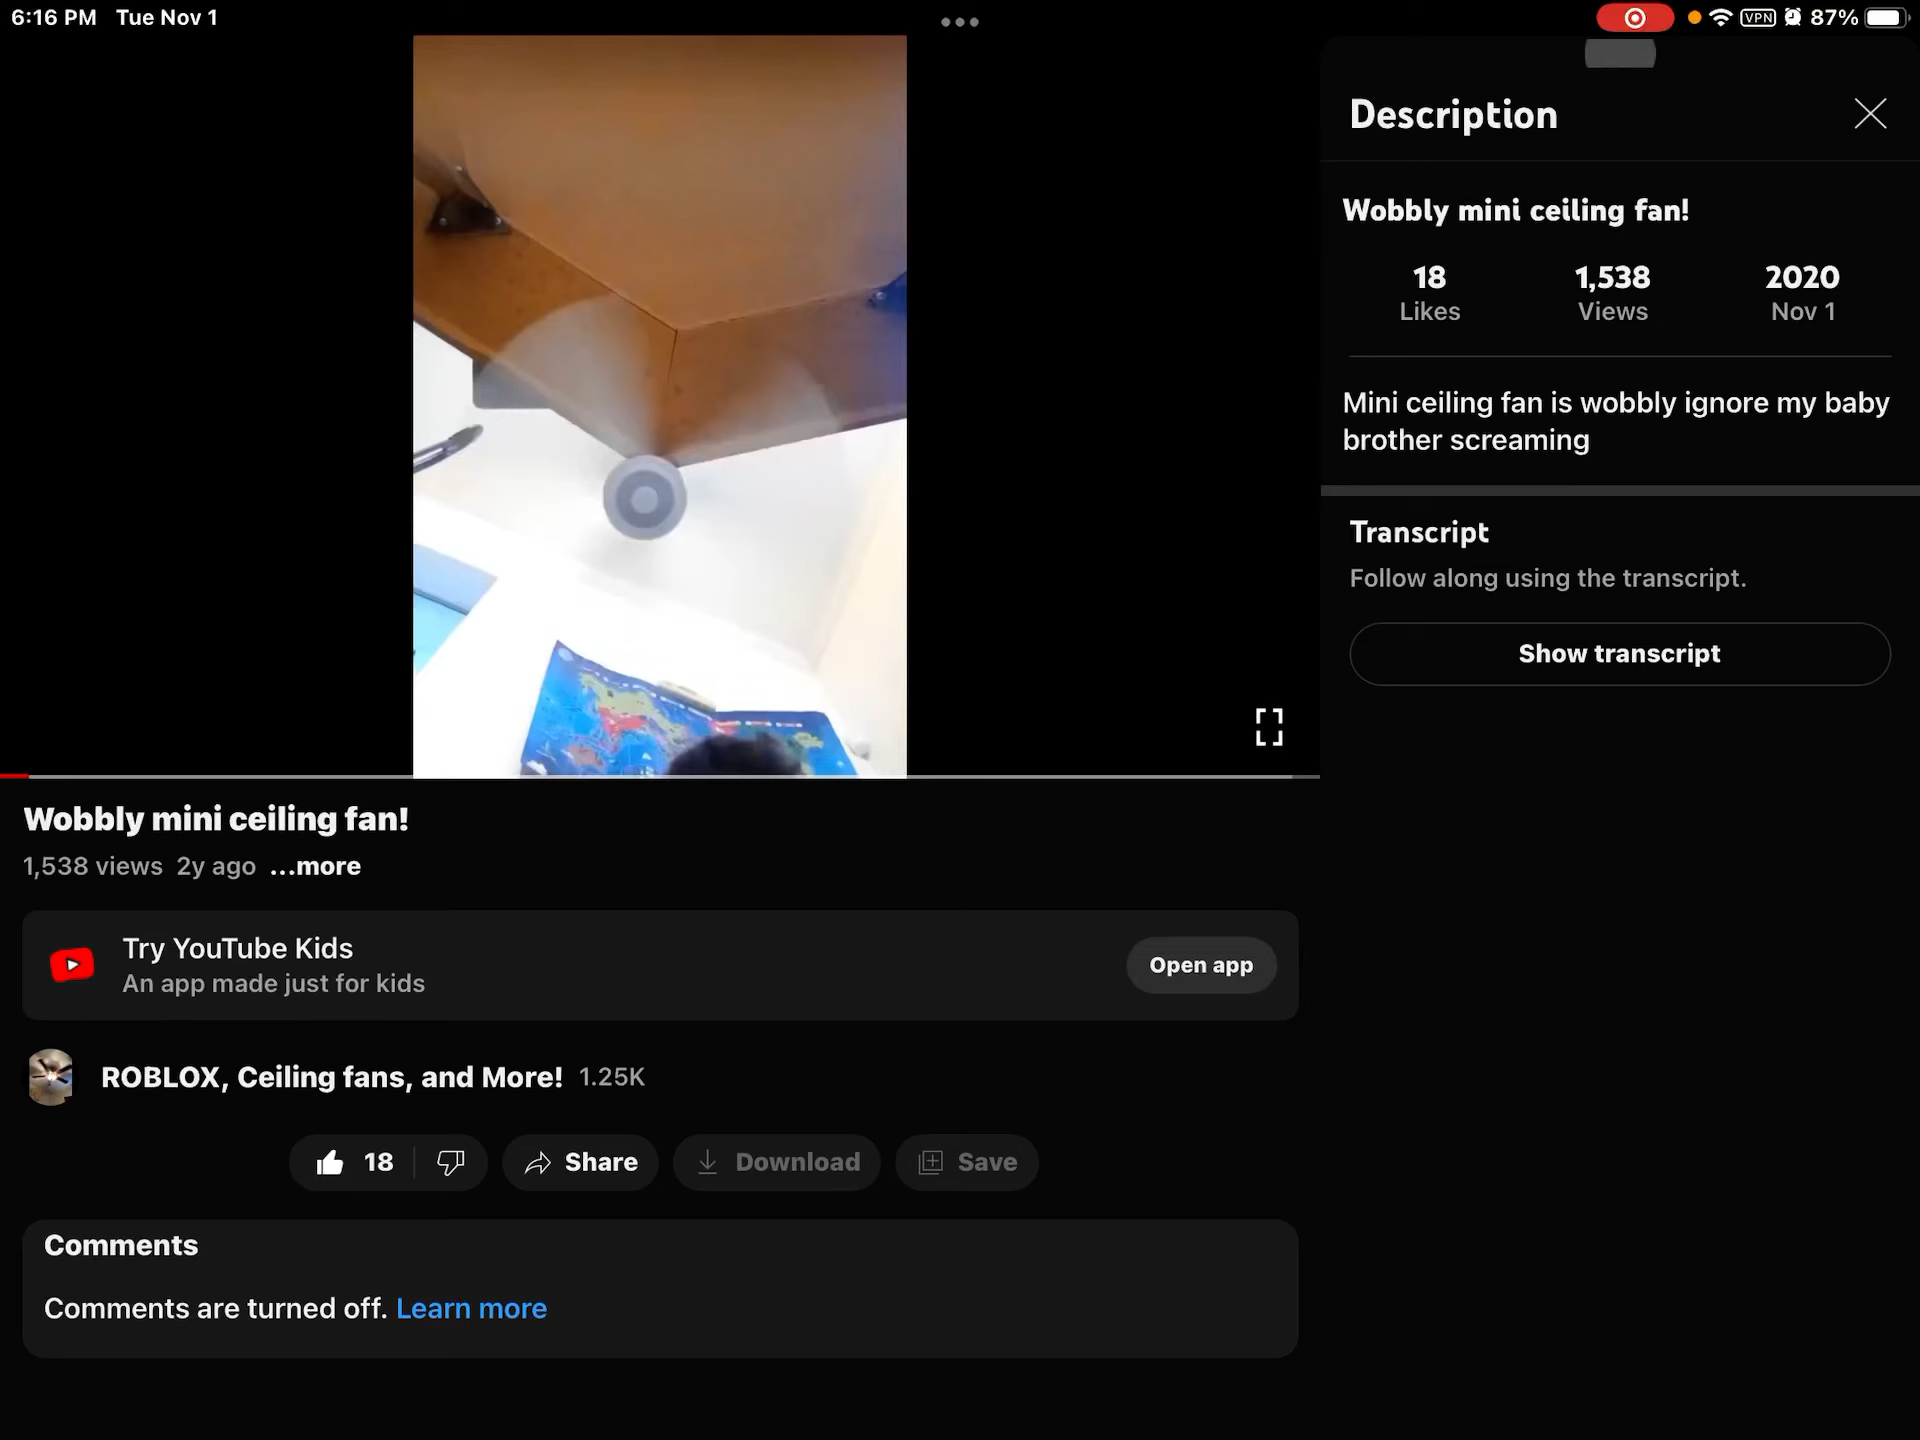 6:16 PM Tue Nov 1
VPN 87%
Description
Wobbly mini ceiling fan!
18 1,538 2020
Likes Views Nov 1
Mini ceiling fan is wobbly ignore my baby
brother screaming
Transcript
Follow along using the transcript.
Show transcript
Wobbly mini ceiling fan!
1,538 views 2y ago ...more
Try YouTube Kids
An app made just for kids
Open app
ROBLOX, Ceiling fans, and More! 1.25K
18 Share Download Save
Comments
Comments are turned off. Learn more